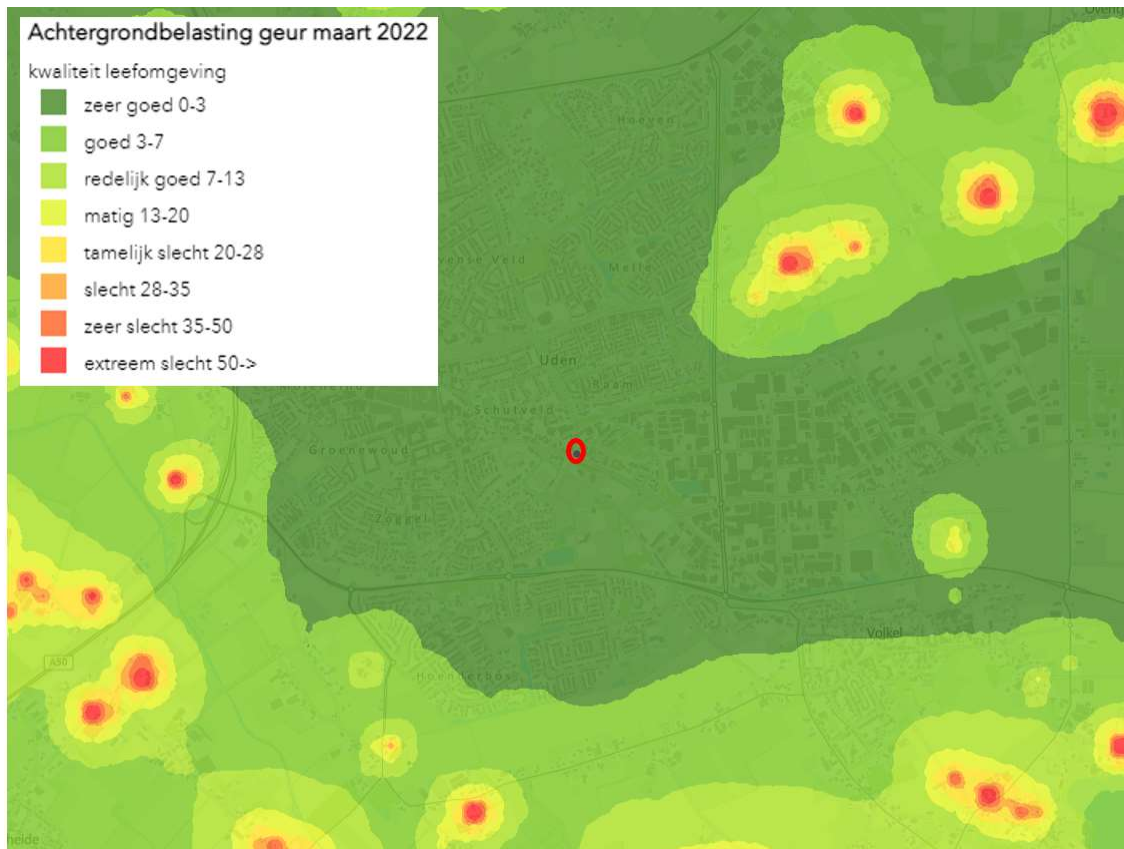 Achtergrondbelasting geur maart 2022
kwaliteit leefomgeving
zeer goed 0-3
goed 3-7
redelijk goed 7-13
matig 13-20
tamelijk slecht 20-28
slecht 28-35
zeer slecht 35-50
extreem slecht 50->
Hoeven
Melle
Uden
Raam
Schutveld
Groenewoud
Zoggel
Volkel
A50
Hoenderbos